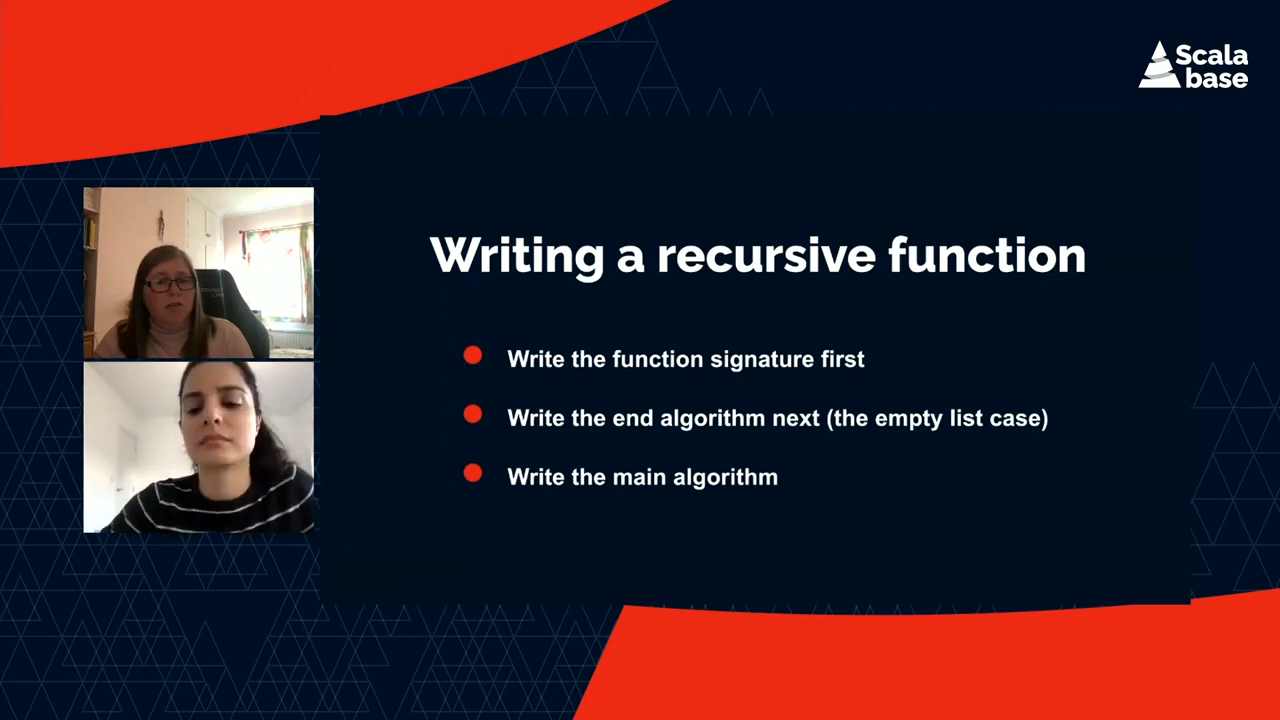 Scala
base
Writing a recursive function
Write the function signature first
Write the end algorithm next (the empty list case)
Write the main algorithm